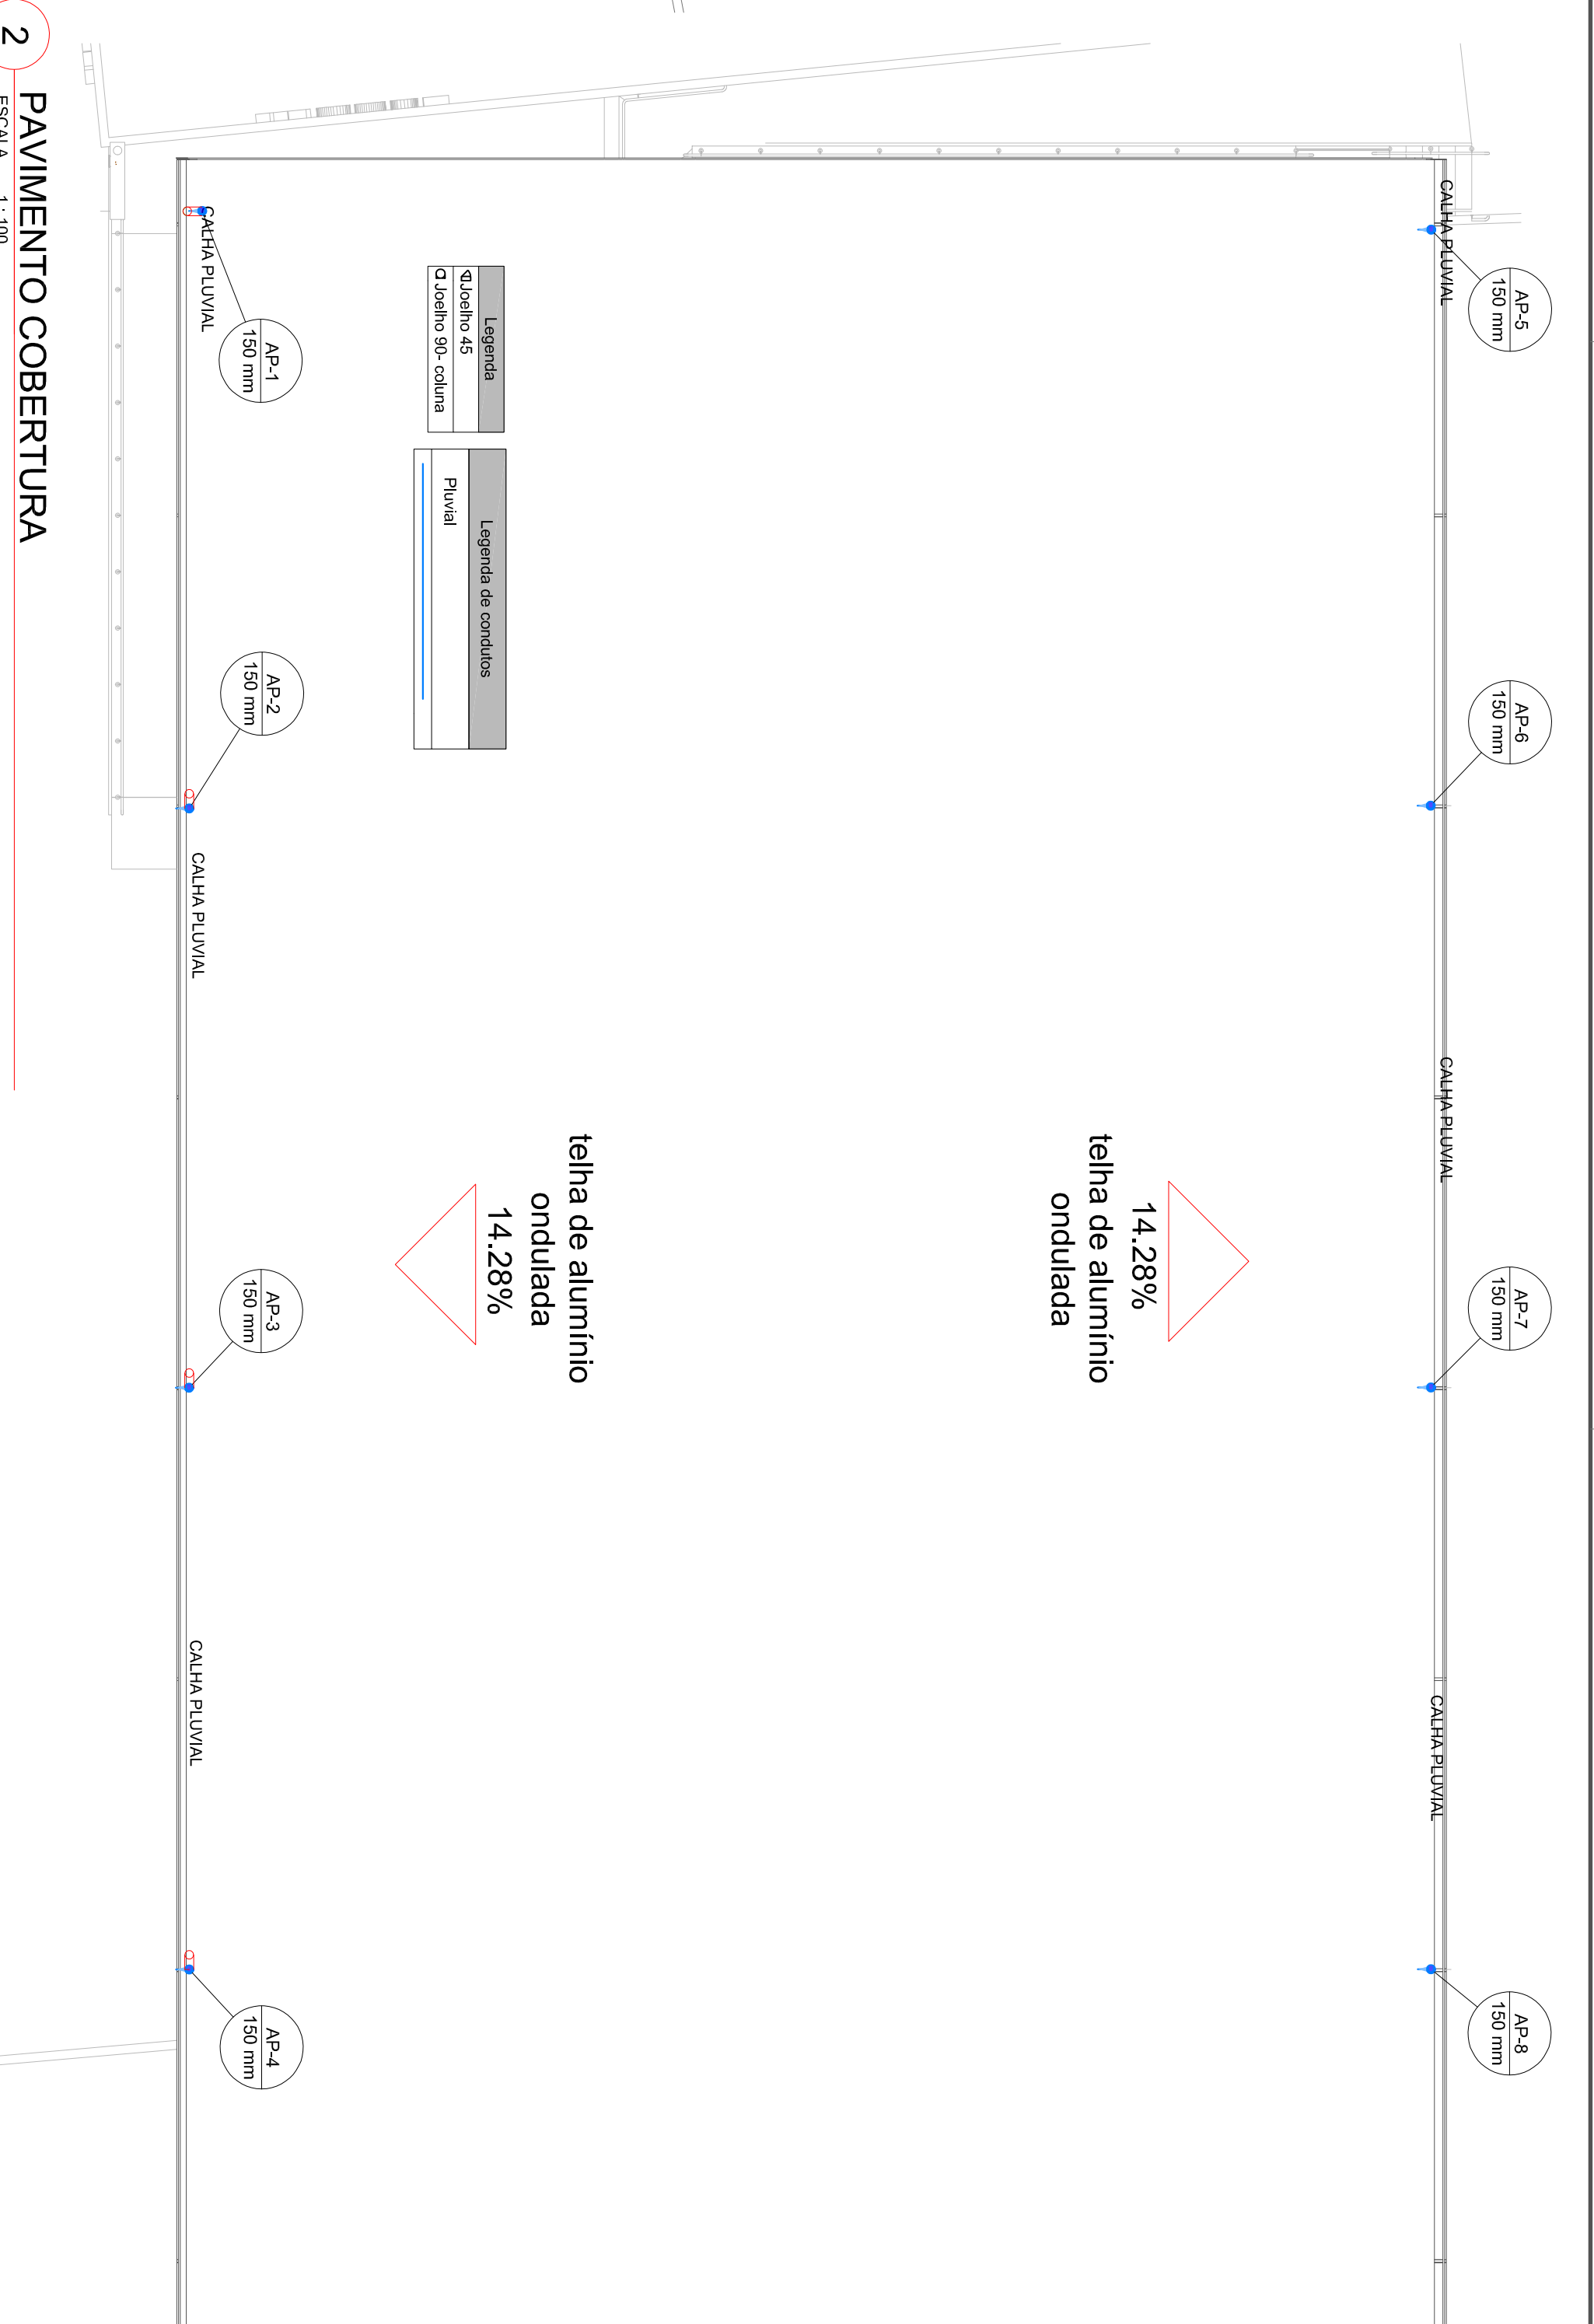 AP-5
150 mm
AP-6
150 mm
AP-7
150 mm
AP-8
150 mm
CALHA PLUVIAL
CALHA PLUVIAL
CALHA PLUVIAL
14.28%
telha de alumínio
ondulada
telha de alumínio
ondulada
14.28%
Legenda
Joelho 45
Joelho 90- coluna
Legenda de condutos
Pluvial
AP-1
150 mm
AP-2
150 mm
AP-3
150 mm
AP-4
150 mm
CALHA PLUVIAL
CALHA PLUVIAL
CALHA PLUVIAL
2
PAVIMENTO COBERTURA
ESCALA 1 : 100